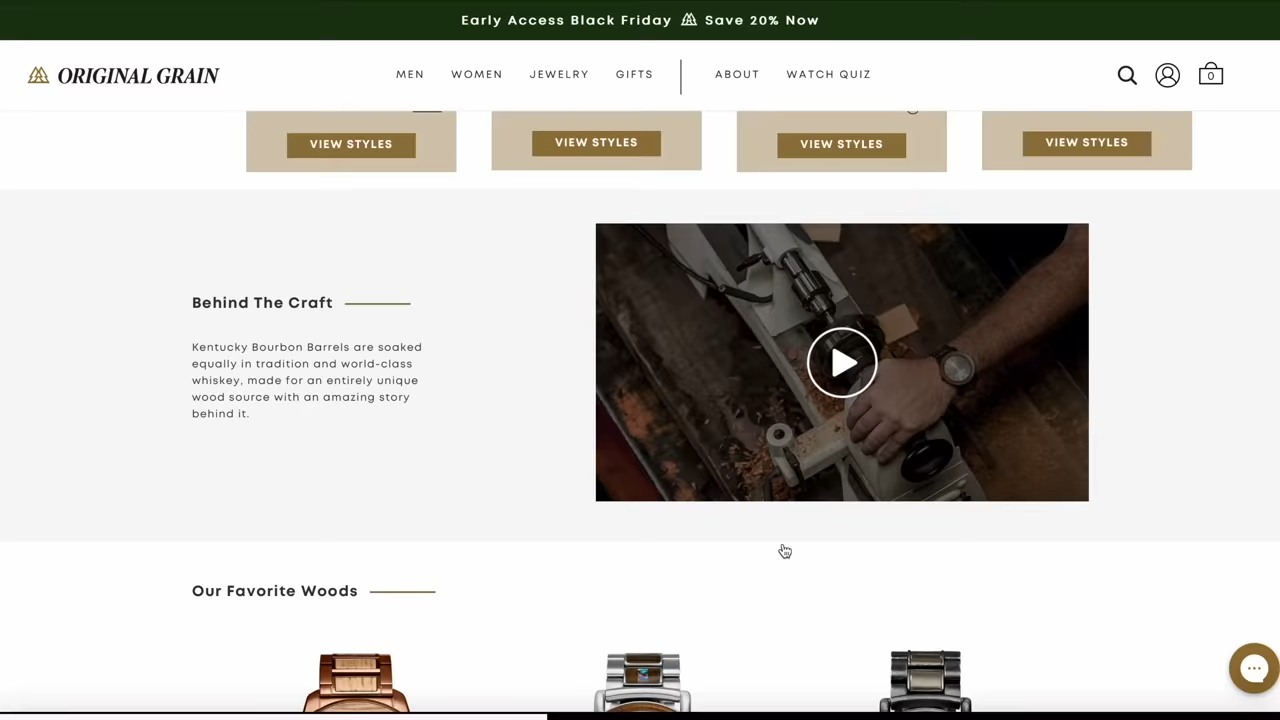 Early Access Black Friday Save 20% Now
ORIGINAL GRAIN
MEN WOMEN JEWELRY GIFTS ABOUT WATCH QUIZ
0
VIEW STYLES VIEW STYLES VIEW STYLES VIEW STYLES
Behind The Craft
Kentucky Bourbon Barrels are soaked
equally in tradition and world-class
whiskey, made for an entirely unique
wood source with an amazing story
behind it.
Our Favorite Woods